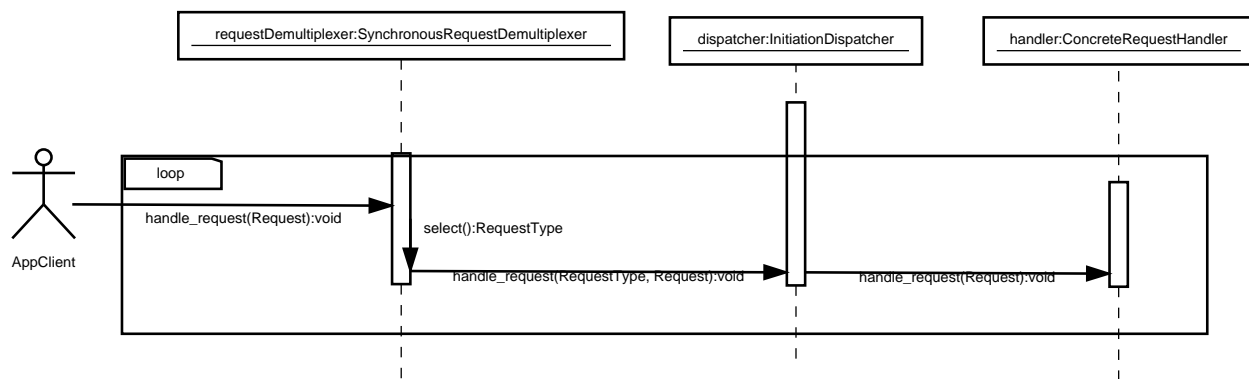 requestDemultiplexer:SynchronousRequestDemultiplexer
dispatcher:InitiationDispatcher
handler:ConcreteRequestHandler
loop
handle_request(Request):void
select():RequestType
AppClient
handle_request(RequestType, Request):void
handle_request(Request):void